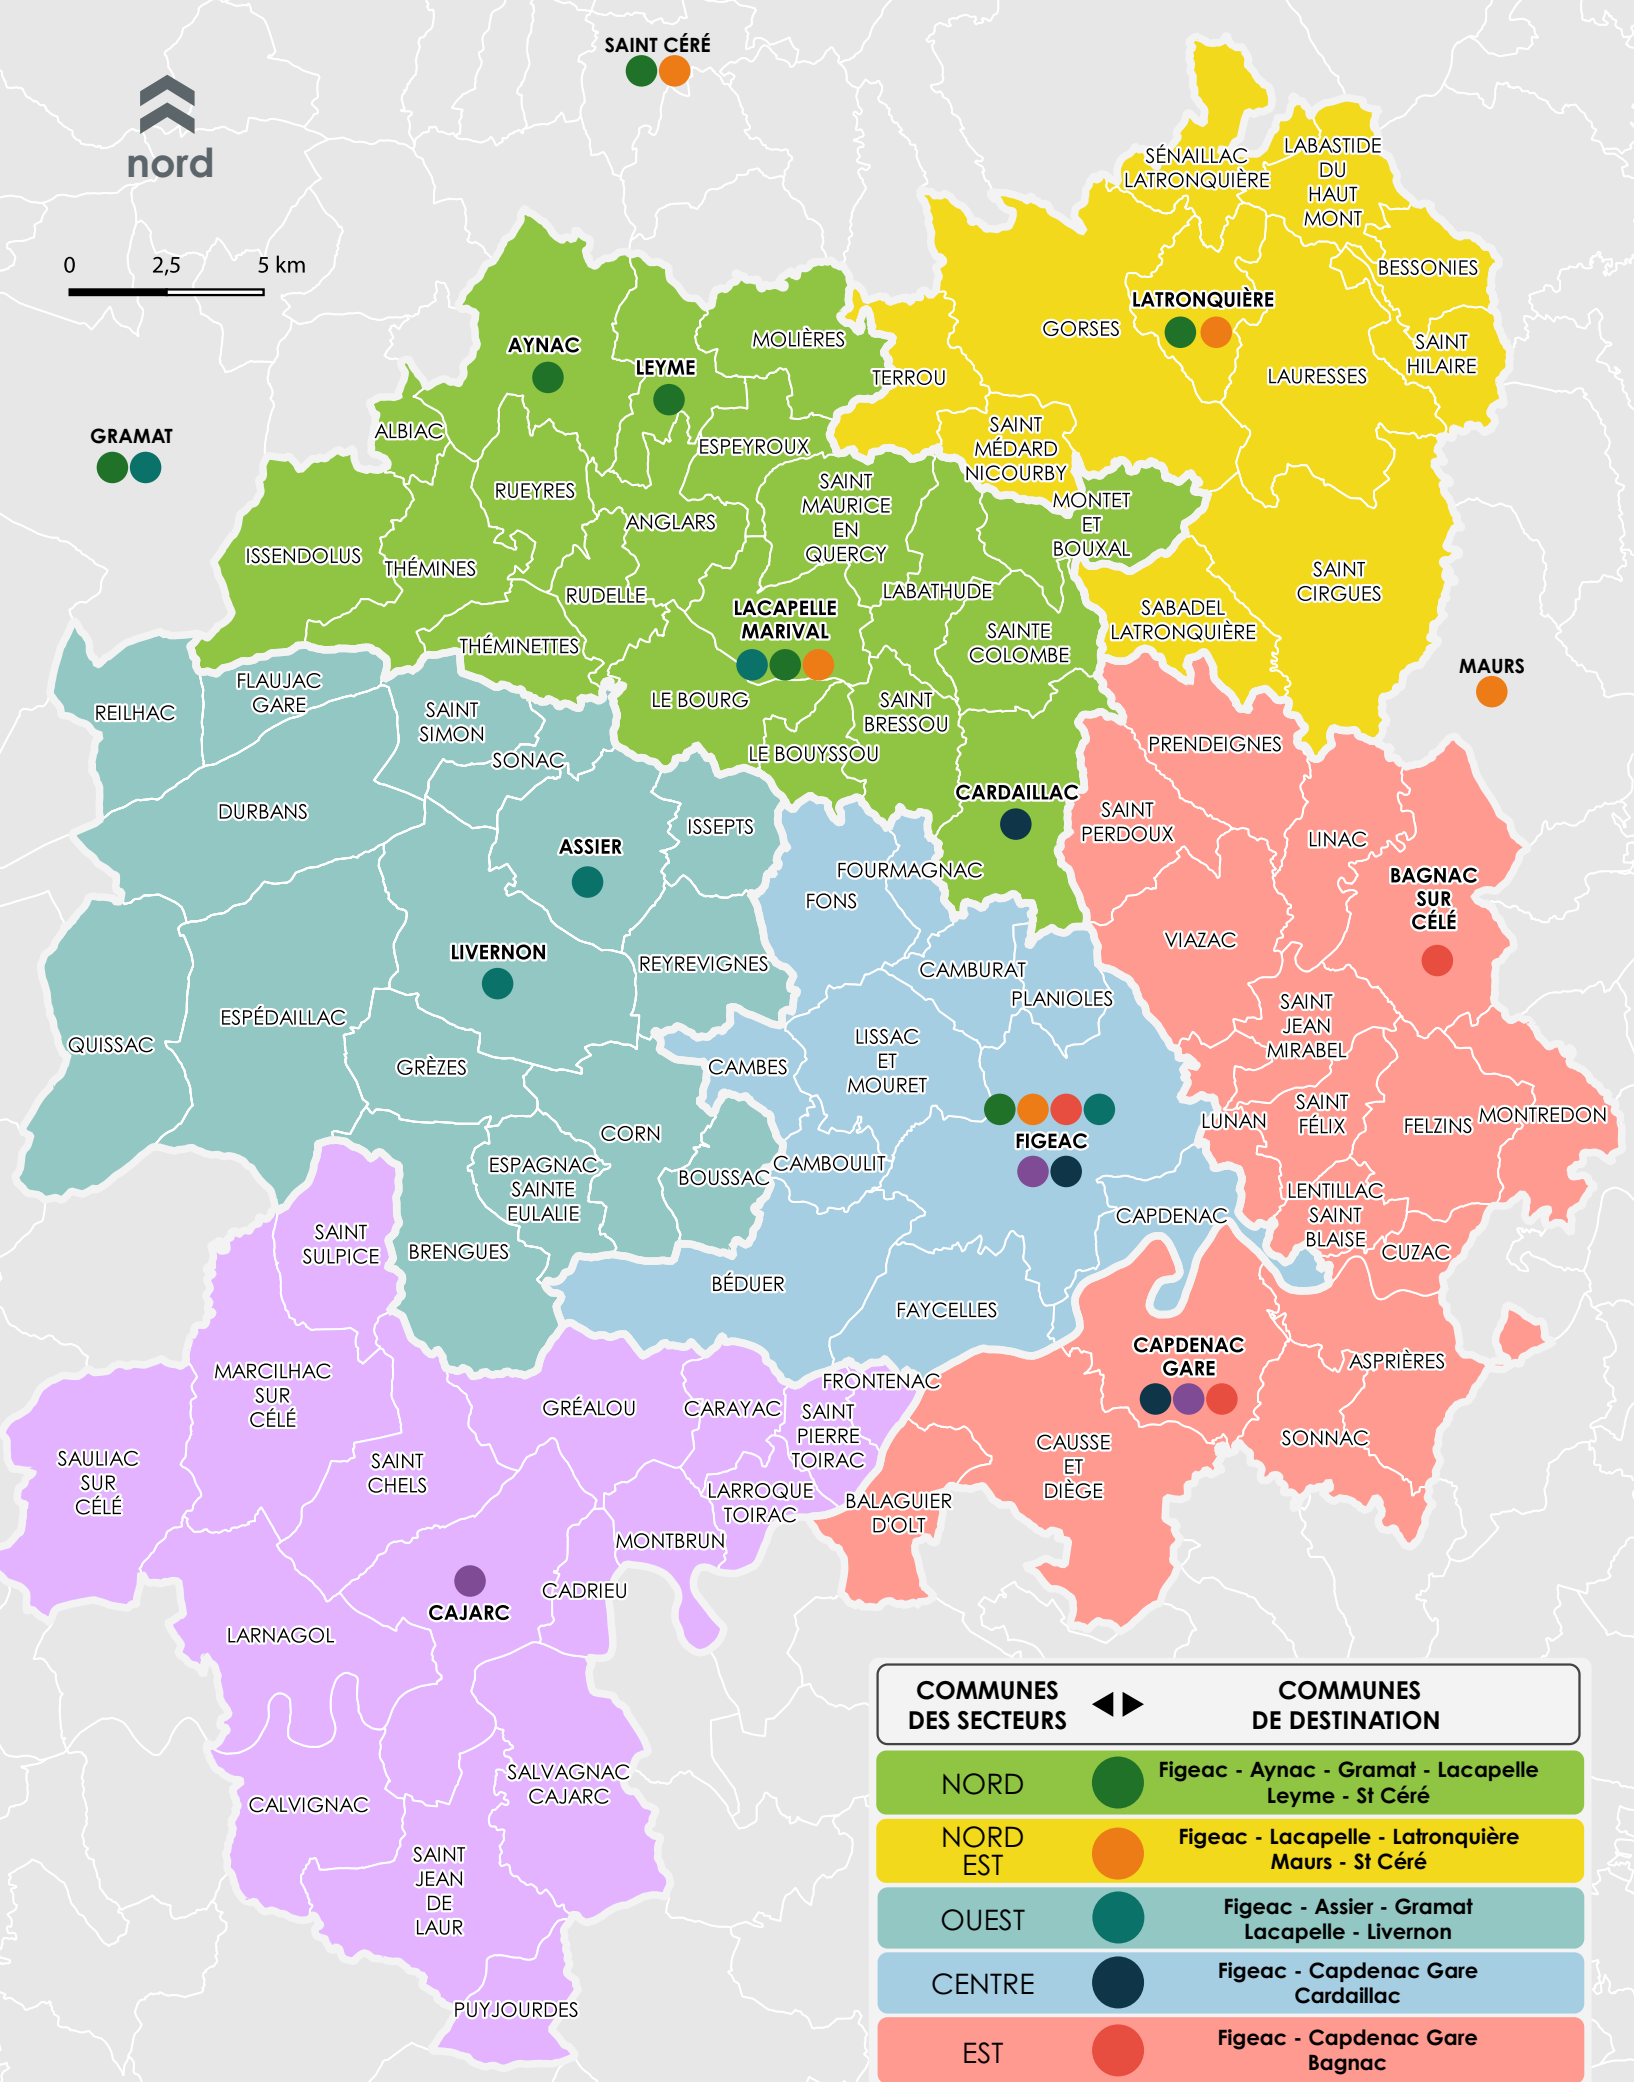 SAINT CÉRÉ
nord
0 2,5 5 km
SÉNAILLAC
LATRONQUIÈRE
LABASTIDE
DU
HAUT
MONT
BESSONIES
LATRONQUIÈRE
GORSES
SAINT
HILAIRE
LAURESSES
TERROU
SAINT
MÉDARD
NICOURBY
SAINT
CIRGUES
SABADEL
LATRONQUIÈRE
MAURS
GRAMAT
AYNAC
LEYME
MOLIÈRES
ALBIAC
ESPEYROUX
RUEYRES
ANGLARS
SAINT
MAURICE
EN
QUERCY
MONTET
ET
BOUXAL
ISSENDOLUS
THÉMINES
RUDELLE
LABATHUDE
LACAPELLE
MARIVAL
THÉMINETTES
SAINTE
COLOMBE
LE BOURG
SAINT
BRESSOU
LE BOUYSSOU
CARDAILLAC
REILHAC
FLAUJAC
GARE
SAINT
SIMON
SONAC
DURBANS
ASSIER
ISSEPTS
LIVERNON
REYREVIGNES
ESPÉDAILLAC
QUISSAC
GRÈZES
CORN
ESPAGNAC
SAINTE
EULALIE
BOUSSAC
BRENGUES
FOURMAGNAC
FONS
CAMBURAT
PLANIOLES
LISSAC
ET
MOURET
CAMBES
FIGEAC
CAMBOULIT
CAPDENAC
BÉDUER
FAYCELLES
PRENDEIGNES
SAINT
PERDOUX
LINAC
BAGNAC
SUR
CÉLÉ
VIAZAC
SAINT
JEAN
MIRABEL
LUNAN
SAINT
FÉLIX
FELZINS
MONTREDON
LENTILLAC
SAINT
BLAISE
CUZAC
CAPDENAC
GARE
ASPRIÈRES
SONNAC
CAUSSE
ET
DIÈGE
BALAGUIER
D'OLT
SAINT
SULPICE
MARCILHAC
SUR
CÉLÉ
SAULIAC
SUR
CÉLÉ
SAINT
CHELS
GRÉALOU
CARAYAC
FRONTENAC
SAINT
PIERRE
TOIRAC
LARROQUE
TOIRAC
MONTBRUN
CADRIEU
CAJARC
LARNAGOL
CALVIGNAC
SALVAGNAC
CAJARC
SAINT
JEAN
DE
LAUR
PUYJOURDES
COMMUNES
DES SECTEURS
COMMUNES
DE DESTINATION
NORD
Figeac - Aynac - Gramat - Lacapelle
Leyme - St Céré
NORD
EST
Figeac - Lacapelle - Latronquière
Maurs - St Céré
OUEST
Figeac - Assier - Gramat
Lacapelle - Livernon
CENTRE
Figeac - Capdenac Gare
Cardaillac
EST
Figeac - Capdenac Gare
Bagnac